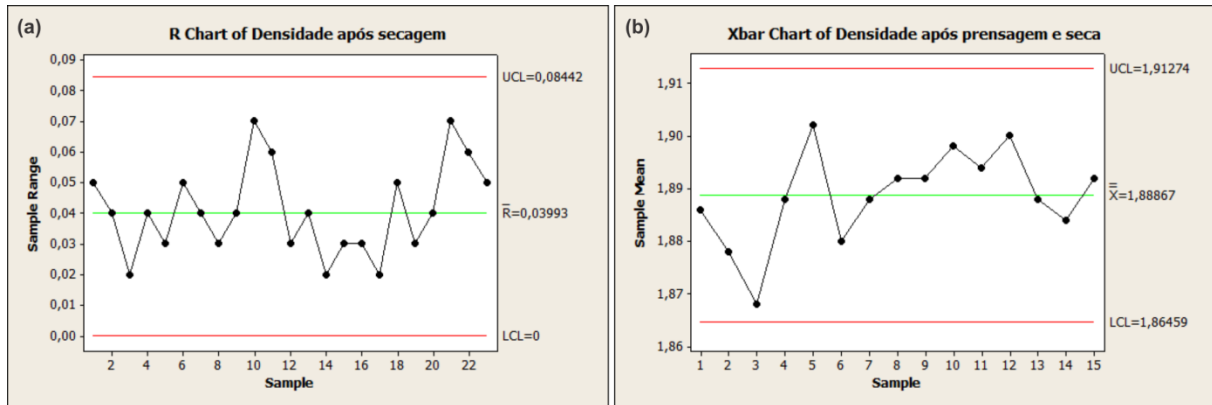 (a)
R Chart of Densidade após secagem
Sample Range
0,09
0,08
0,07
0,06
0,05
0,04
0,03
0,02
0,01
0,00
UCL=0,08442
R̅=0,03993
LCL=0
2 4 6 8 10 12 14 16 18 20 22
Sample
(b)
Xbar Chart of Densidade após prensagem e seca
Sample Mean
1,91
1,90
1,89
1,88
1,87
1,86
UCL=1,91274
X̿=1,88867
LCL=1,86459
1 2 3 4 5 6 7 8 9 10 11 12 13 14 15
Sample